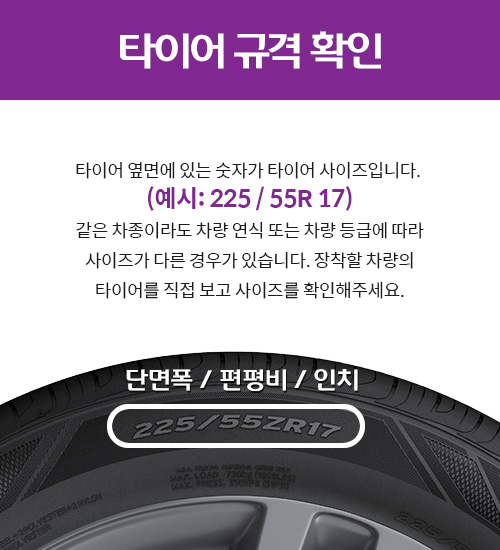 타이어 규격 확인
타이어 옆면에 있는 숫자가 타이어 사이즈입니다.
(예시: 225 / 55R 17)
같은 차종이라도 차량 연식 또는 차량 등급에 따라
사이즈가 다른 경우가 있습니다. 장착할 차량의
타이어를 직접 보고 사이즈를 확인해주세요.
단면폭 / 편평비 / 인치
225/55ZR17
MAX. LOAD
MAX. PRESS.